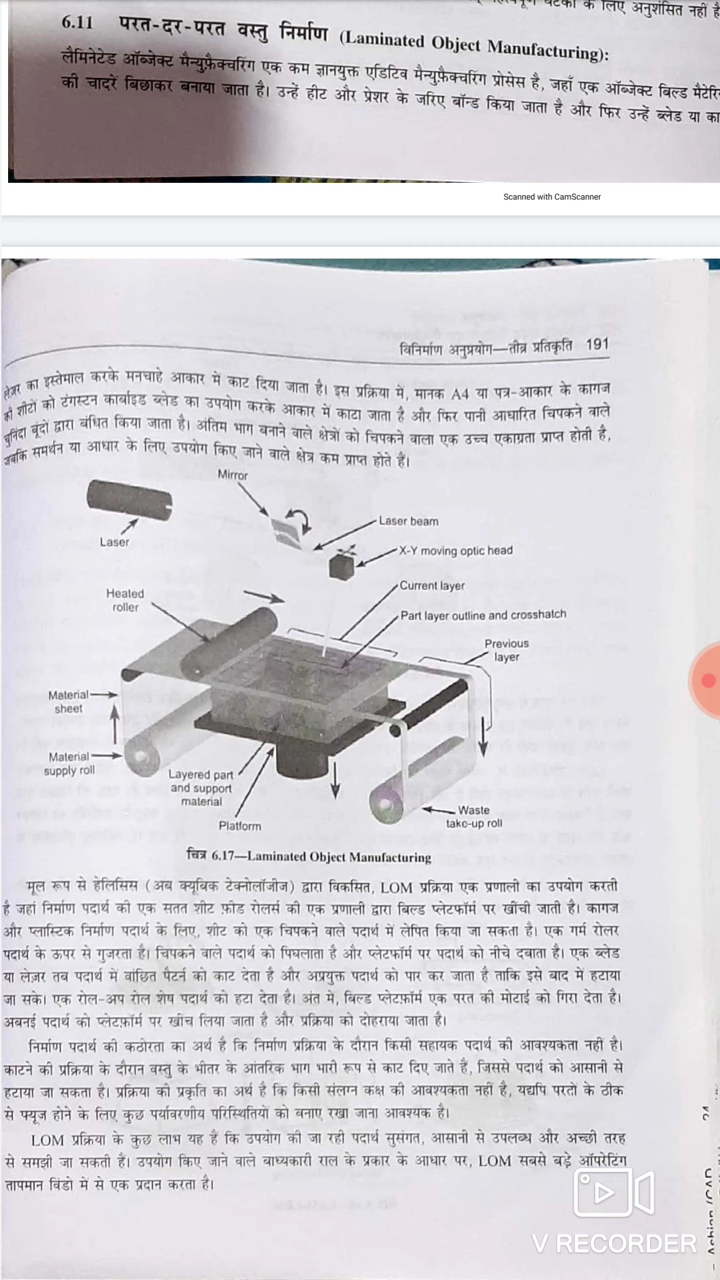 के लिए अनुशंसित नहीं है
6.11 परत-दर-परत वस्तु निर्माण (Laminated Object Manufacturing):
लैमिनेटेड ऑब्जेक्ट मैन्युफ़ैक्चरिंग एक कम ज्ञानयुक्त एडिटिव मैन्युफ़ैक्चरिंग प्रोसेस है, जहाँ एक ऑब्जेक्ट बिल्ड
की चादरें बिछाकर बनाया जाता है। उन्हें हीट और प्रेशर के जरिए बॉन्ड किया जाता है और फिर उन्हें ब्लेड या
Scanned with CamScanner
विनिर्माण अनुप्रयोग—तीव्र प्रतिकृति 191
लेज़र का इस्तेमाल करके मनचाहे आकार में काट दिया जाता है। इस प्रक्रिया में, मानक A4 या पत्र-आकार के कागज
की शीटों को टंगस्टन कार्बाइड ब्लेड का उपयोग करके आकार में काटा जाता है और फिर पानी आधारित चिपकने वाले
चुनिंदा बूंदों द्वारा बंधित किया जाता है। अंतिम भाग बनाने वाले क्षेत्रों को चिपकने वाला एक उच्च एकाग्रता प्राप्त होती है,
जबकि समर्थन या आधार के लिए उपयोग किए जाने वाले क्षेत्र कम प्राप्त होते हैं।
Mirror
Laser
Laser beam
X-Y moving optic head
Current layer
Heated
roller
Part layer outline and crosshatch
Previous
layer
Material
sheet
Material
supply roll
Layered part
and support
material
Platform
Waste
take-up roll
चित्र 6.17—Laminated Object Manufacturing
मूल रूप से हेलिसिस (अब क्यूबिक टेक्नोलॉजीज) द्वारा विकसित, LOM प्रक्रिया एक प्रणाली का उपयोग करती
है जहां निर्माण पदार्थ की एक सतत शीट फ़ीड रोलर्स की एक प्रणाली द्वारा बिल्ड प्लेटफॉर्म पर खींची जाती है। कागज
और प्लास्टिक निर्माण पदार्थ के लिए, शीट को एक चिपकने वाले पदार्थ में लेपित किया जा सकता है। एक गर्म रोलर
पदार्थ के ऊपर से गुजरता है। चिपकने वाले पदार्थ को पिघलाता है और प्लेटफॉर्म पर पदार्थ को नीचे दबाता है। एक ब्लेड
या लेज़र तब पदार्थ में वांछित पैटर्न को काट देता है और अप्रयुक्त पदार्थ को पार कर जाता है ताकि इसे बाद में हटाया
जा सके। एक रोल-अप रोल शेष पदार्थ को हटा देता है। अंत में, बिल्ड प्लेटफ़ॉर्म एक परत की मोटाई को गिरा देता है।
अबनई पदार्थ को प्लेटफ़ॉर्म पर खींच लिया जाता है और प्रक्रिया को दोहराया जाता है।
निर्माण पदार्थ की कठोरता का अर्थ है कि निर्माण प्रक्रिया के दौरान किसी सहायक पदार्थ की आवश्यकता नहीं है।
काटने की प्रक्रिया के दौरान वस्तु के भीतर के आंतरिक भाग भारी रूप से काट दिए जाते हैं, जिससे पदार्थ को आसानी से
हटाया जा सकता है। प्रक्रिया की प्रकृति का अर्थ है कि किसी संलग्न कक्ष की आवश्यकता नहीं है, यद्यपि परतों के ठीक
से फ्यूज होने के लिए कुछ पर्यावरणीय परिस्थितियों को बनाए रखा जाना आवश्यक है।
LOM प्रक्रिया के कुछ लाभ यह हैं कि उपयोग की जा रही पदार्थ सुसंगत, आसानी से उपलब्ध और अच्छी तरह
से समझी जा सकती हैं। उपयोग किए जाने वाले बाध्यकारी राल के प्रकार के आधार पर, LOM सबसे बड़े ऑपरेटिंग
तापमान विंडो में से एक प्रदान करता है।
V RECORDER